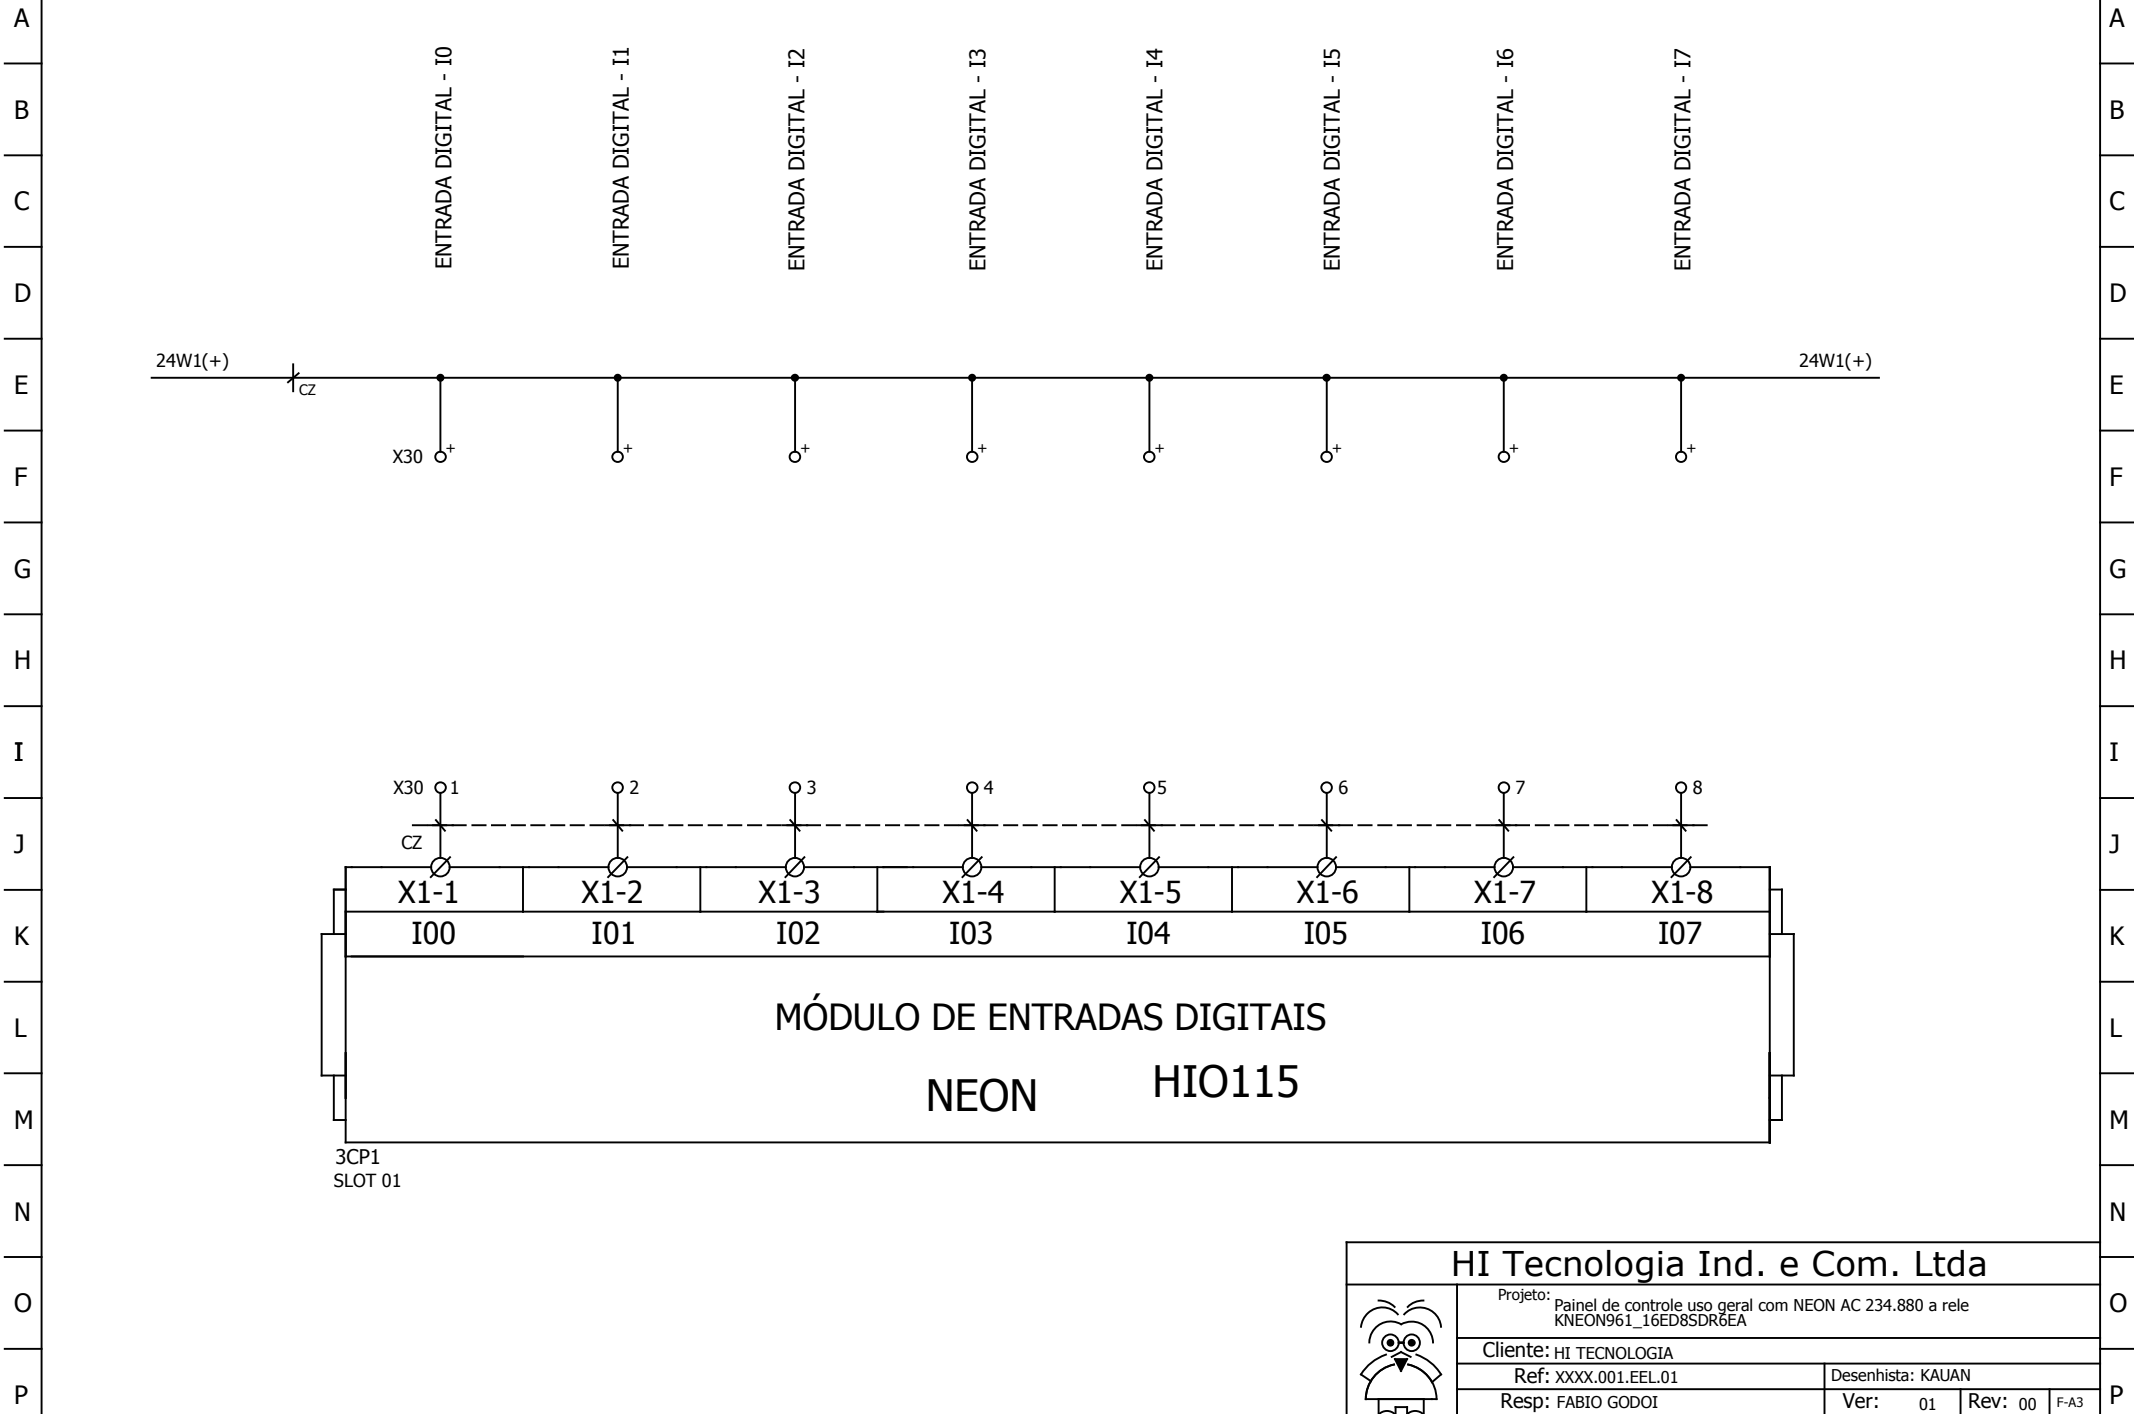 A A
ENTRADA DIGITAL - I0
ENTRADA DIGITAL - I1
ENTRADA DIGITAL - I2
ENTRADA DIGITAL - I3
ENTRADA DIGITAL - I4
ENTRADA DIGITAL - I5
ENTRADA DIGITAL - I6
ENTRADA DIGITAL - I7
B B
C C
D D
24W1(+) 24W1(+)
E CZ E
X30 + + + + + + + +
F F
G G
H H
I I
X30 1 2 3 4 5 6 7 8
J CZ J
X1-1 X1-2 X1-3 X1-4 X1-5 X1-6 X1-7 X1-8
K I00 I01 I02 I03 I04 I05 I06 I07 K
L MÓDULO DE ENTRADAS DIGITAIS L
NEON HIO115
M M
3CP1
SLOT 01
N N
HI Tecnologia Ind. e Com. Ltda
O O
Projeto: Painel de controle uso geral com NEON AC 234.880 a rele
KNEON961_16ED8SDR6EA
Cliente: HI TECNOLOGIA
Ref: XXXX.001.EEL.01 Desenhista: KAUAN
P P
Resp: FABIO GODOI Ver: 01 Rev: 00 F-A3